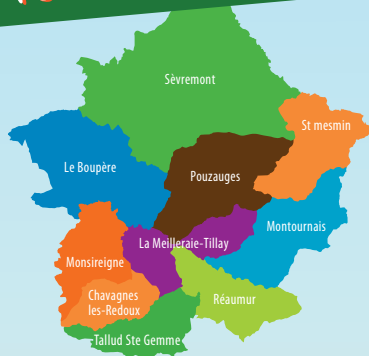 Sèvremont
St mesmin
Le Boupère
Pouzauges
Montournais
La Meilleraie-Tillay
Monsireigne
Chavagnes
les-Redoux
Réaumur
Tallud Ste Gemme